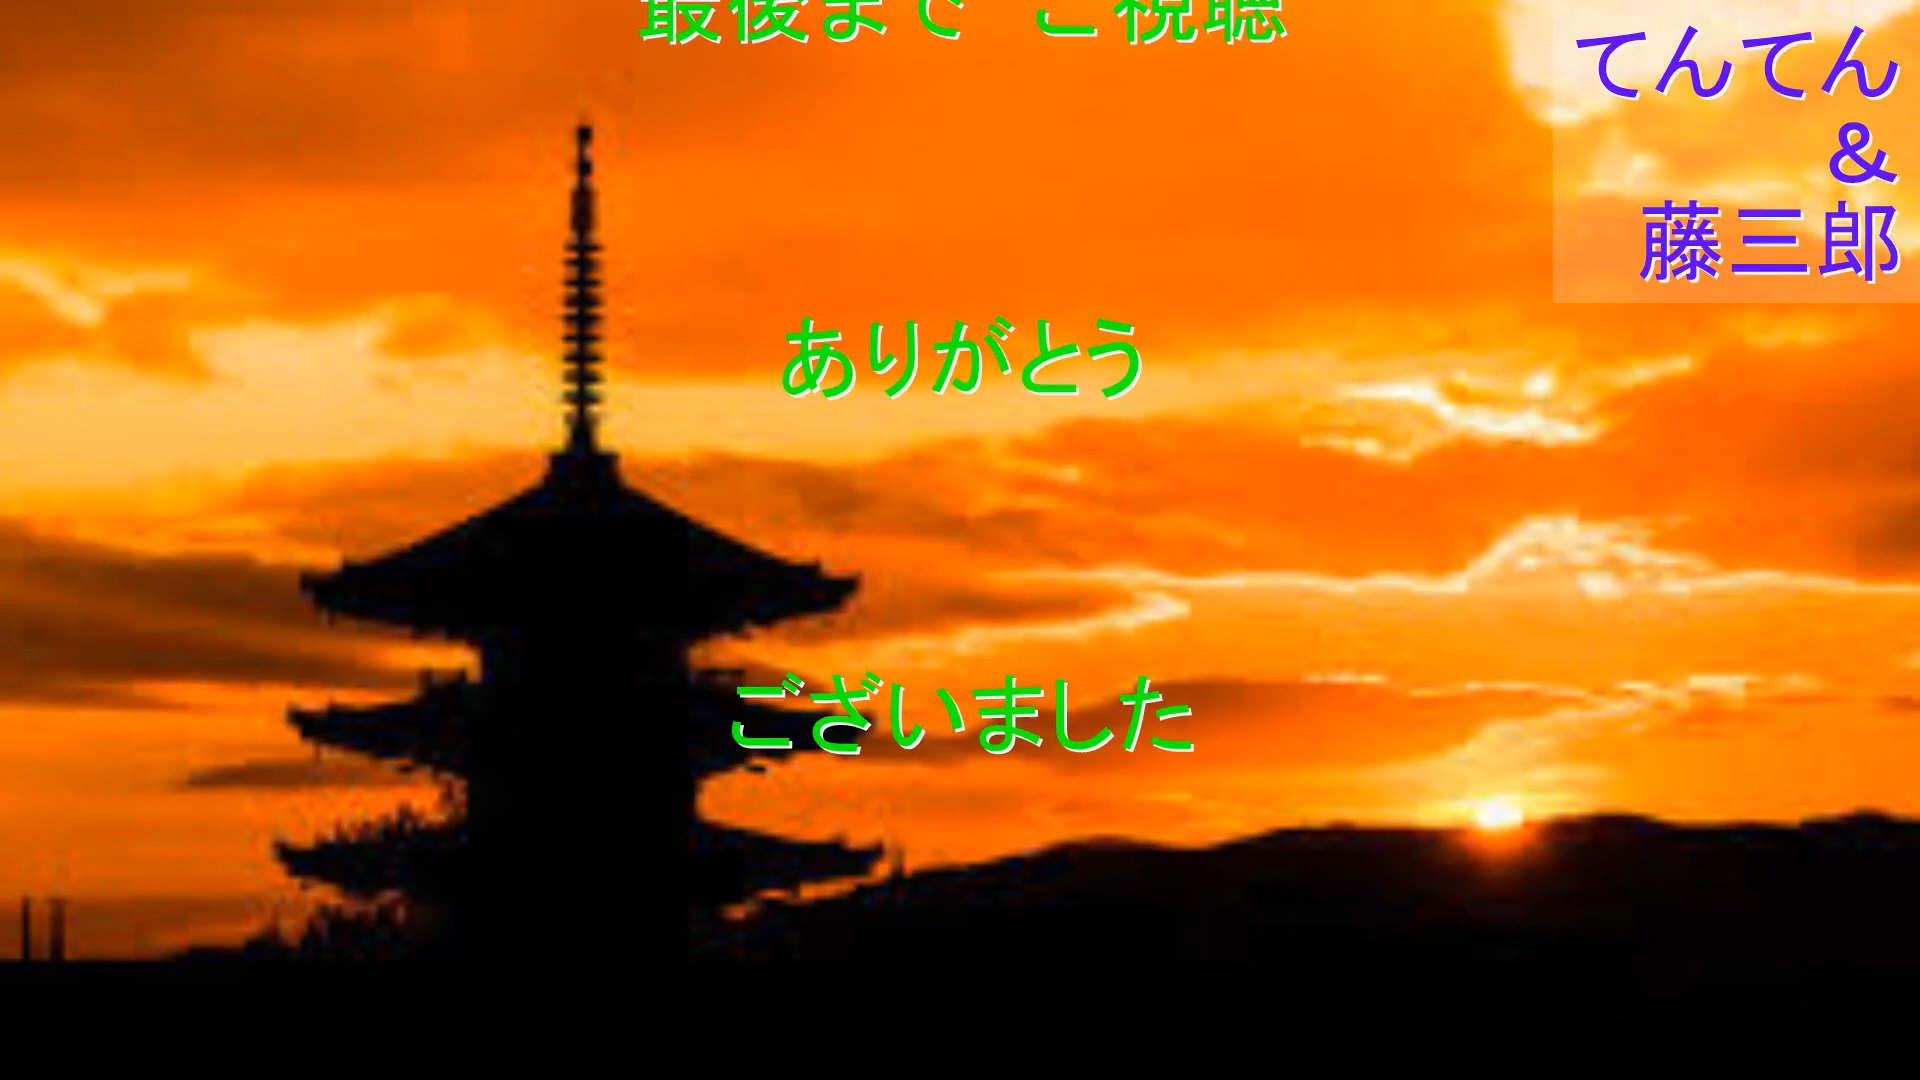 最後まで ご視聴
てんてん
&
藤三郎
ありがとう
ございました